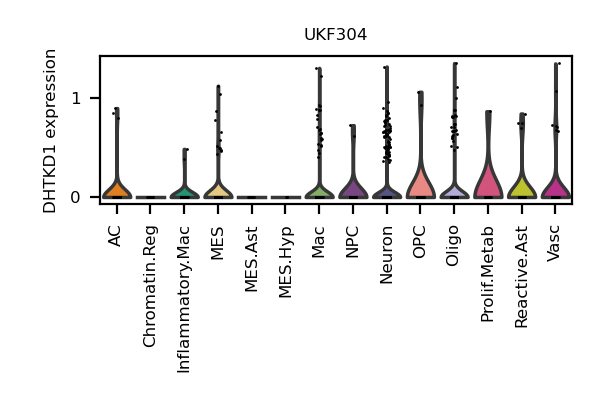 UKF304
DHTKD1 expression
1
0
AC
Chromatin.Reg
Inflammatory.Mac
MES
MES.Ast
MES.Hyp
Mac
NPC
Neuron
OPC
Oligo
Prolif.Metab
Reactive.Ast
Vasc